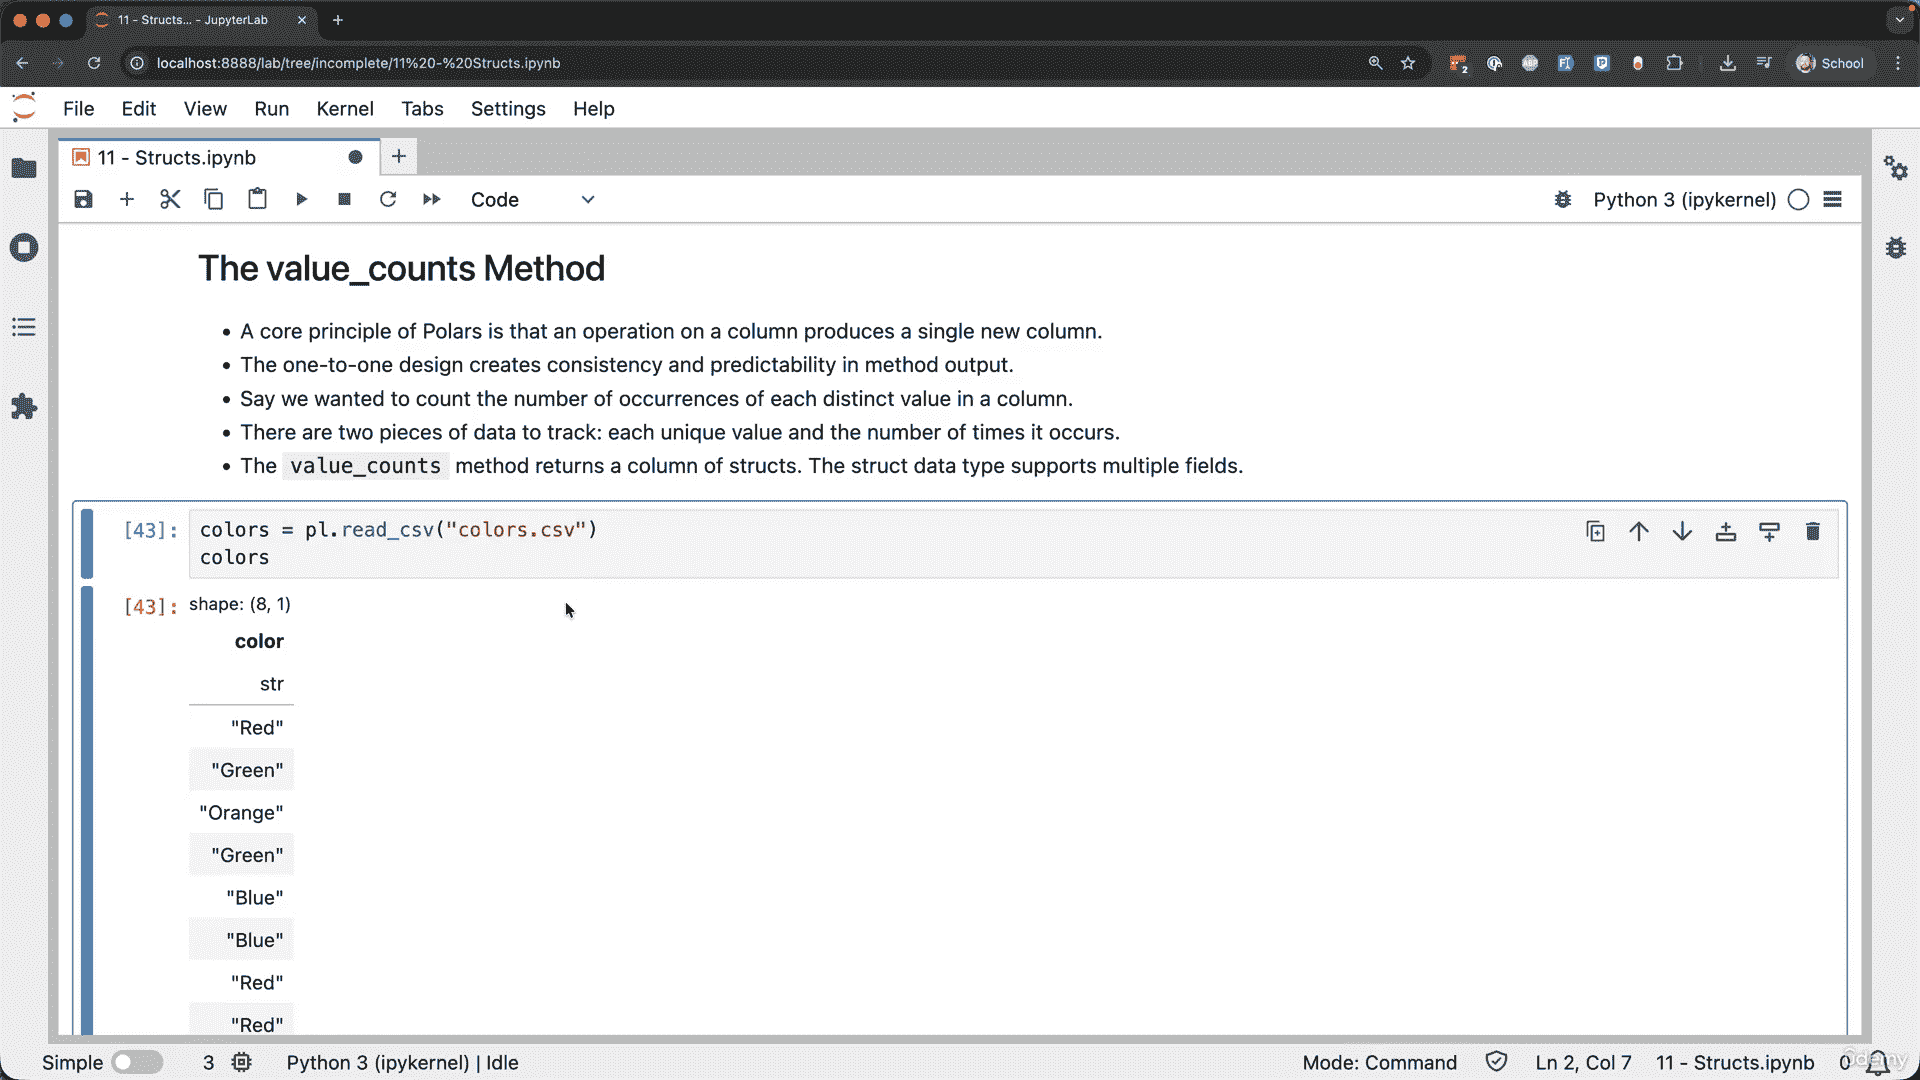 11 - Structs... - JupyterLab
localhost:8888/lab/tree/incomplete/11%20-%20Structs.ipynb
2
School
File Edit View Run Kernel Tabs Settings Help
11 - Structs.ipynb
Code
Python 3 (ipykernel)
The value_counts Method
• A core principle of Polars is that an operation on a column produces a single new column.
• The one-to-one design creates consistency and predictability in method output.
• Say we wanted to count the number of occurrences of each distinct value in a column.
• There are two pieces of data to track: each unique value and the number of times it occurs.
• The value_counts method returns a column of structs. The struct data type supports multiple fields.
[43]: colors = pl.read_csv("colors.csv")
colors
[43]: shape: (8, 1)
color
str
"Red"
"Green"
"Orange"
"Green"
"Blue"
"Blue"
"Red"
"Red"
Simple 3 Python 3 (ipykernel) | Idle Mode: Command Ln 2, Col 7 11 - Structs.ipynb 0
Udemy